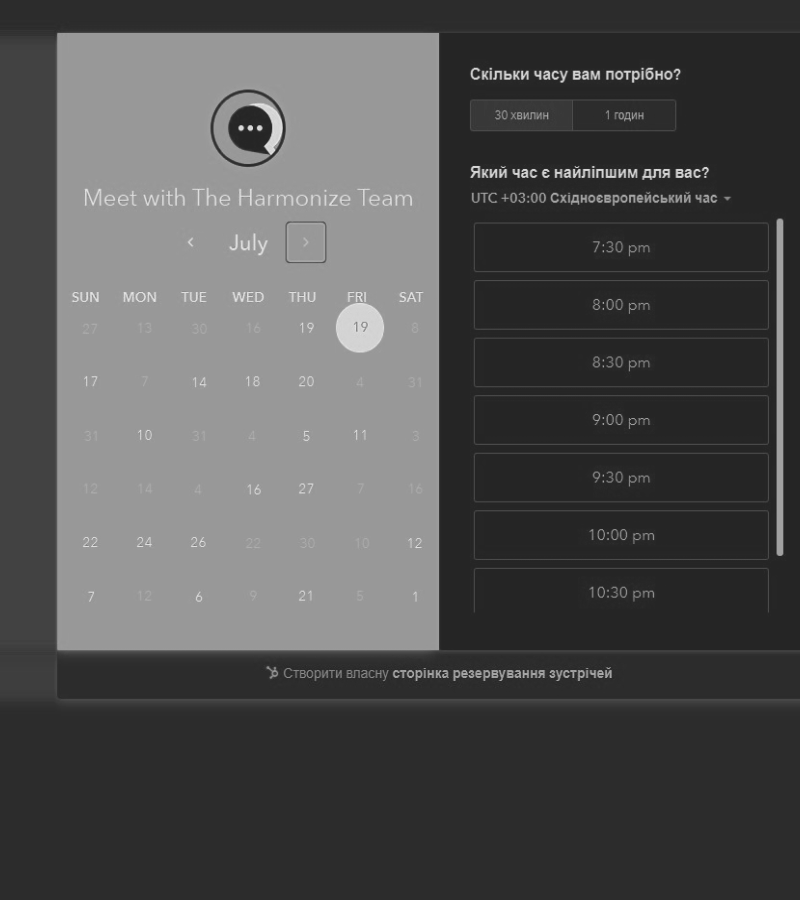 Meet with The Harmonize Team
July
SUN MON TUE WED THU FRI SAT
27 13 30 16 19 19 8
17 7 14 18 20 4 31
31 10 31 4 5 11 3
12 14 4 16 27 7 16
22 24 26 22 30 10 12
7 12 6 9 21 5 1
Скільки часу вам потрібно?
30 хвилин 1 годин
Який час є найліпшим для вас?
UTC +03:00 Східноєвропейський час
7:30 pm
8:00 pm
8:30 pm
9:00 pm
9:30 pm
10:00 pm
10:30 pm
Створити власну сторінка резервування зустрічей